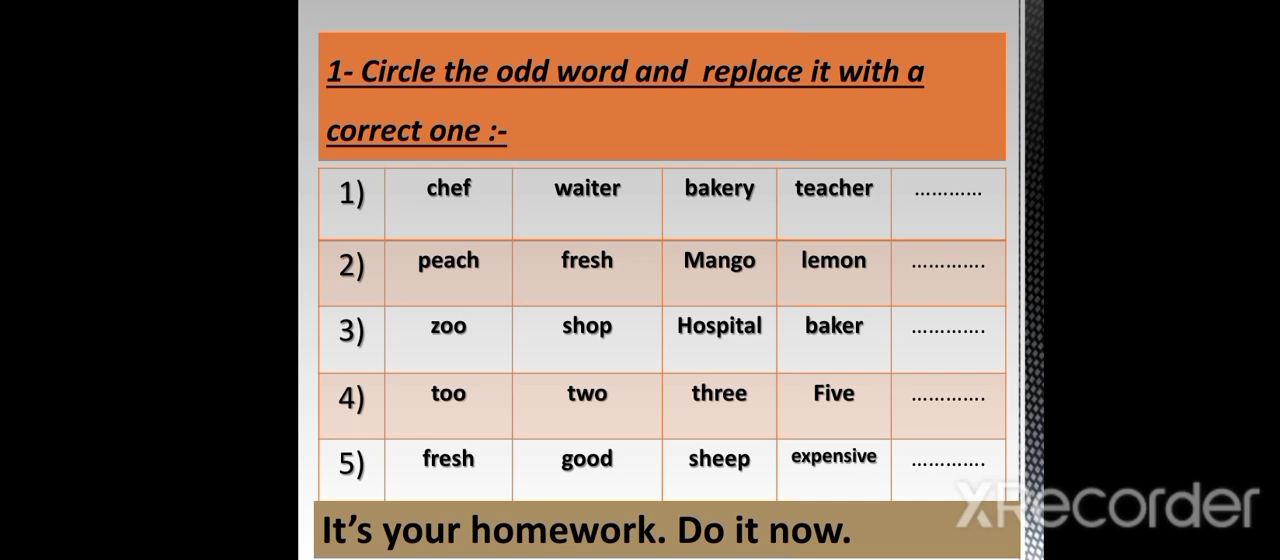 1- Circle the odd word and replace it with a
correct one :-
1) chef waiter bakery teacher ............
2) peach fresh Mango lemon .............
3) zoo shop Hospital baker .............
4) too two three Five .............
5) fresh good sheep expensive .............
It’s your homework. Do it now.
XRecorder